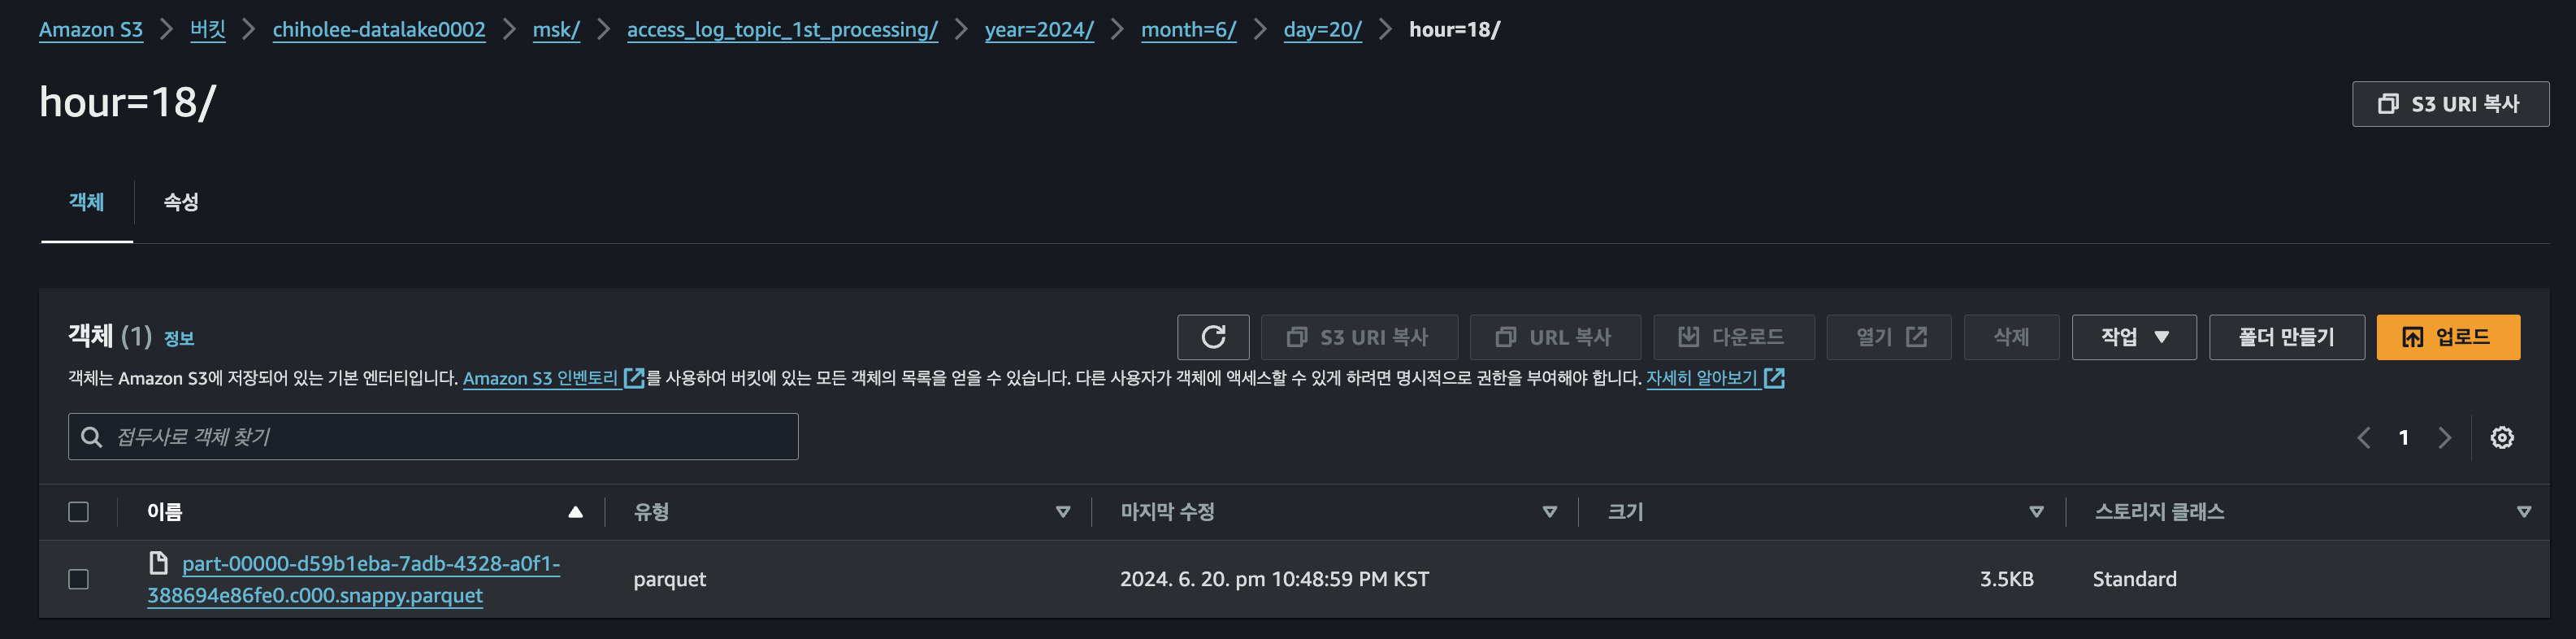 Amazon S3 > 버킷 > chiholee-datalake0002 > msk/ > access_log_topic_1st_processing/ > year=2024/ > month=6/ > day=20/ > hour=18/
hour=18/
S3 URI 복사
객체 속성
객체 (1) 정보
S3 URI 복사 URL 복사 다운로드 열기 삭제 작업 폴더 만들기 업로드
객체는 Amazon S3에 저장되어 있는 기본 엔터티입니다. Amazon S3 인벤토리 를 사용하여 버킷에 있는 모든 객체의 목록을 얻을 수 있습니다. 다른 사용자가 객체에 액세스할 수 있게 하려면 명시적으로 권한을 부여해야 합니다. 자세히 알아보기
접두사로 객체 찾기
1
이름 유형 마지막 수정 크기 스토리지 클래스
part-00000-d59b1eba-7adb-4328-a0f1-
388694e86fe0.c000.snappy.parquet
parquet 2024. 6. 20. pm 10:48:59 PM KST 3.5KB Standard